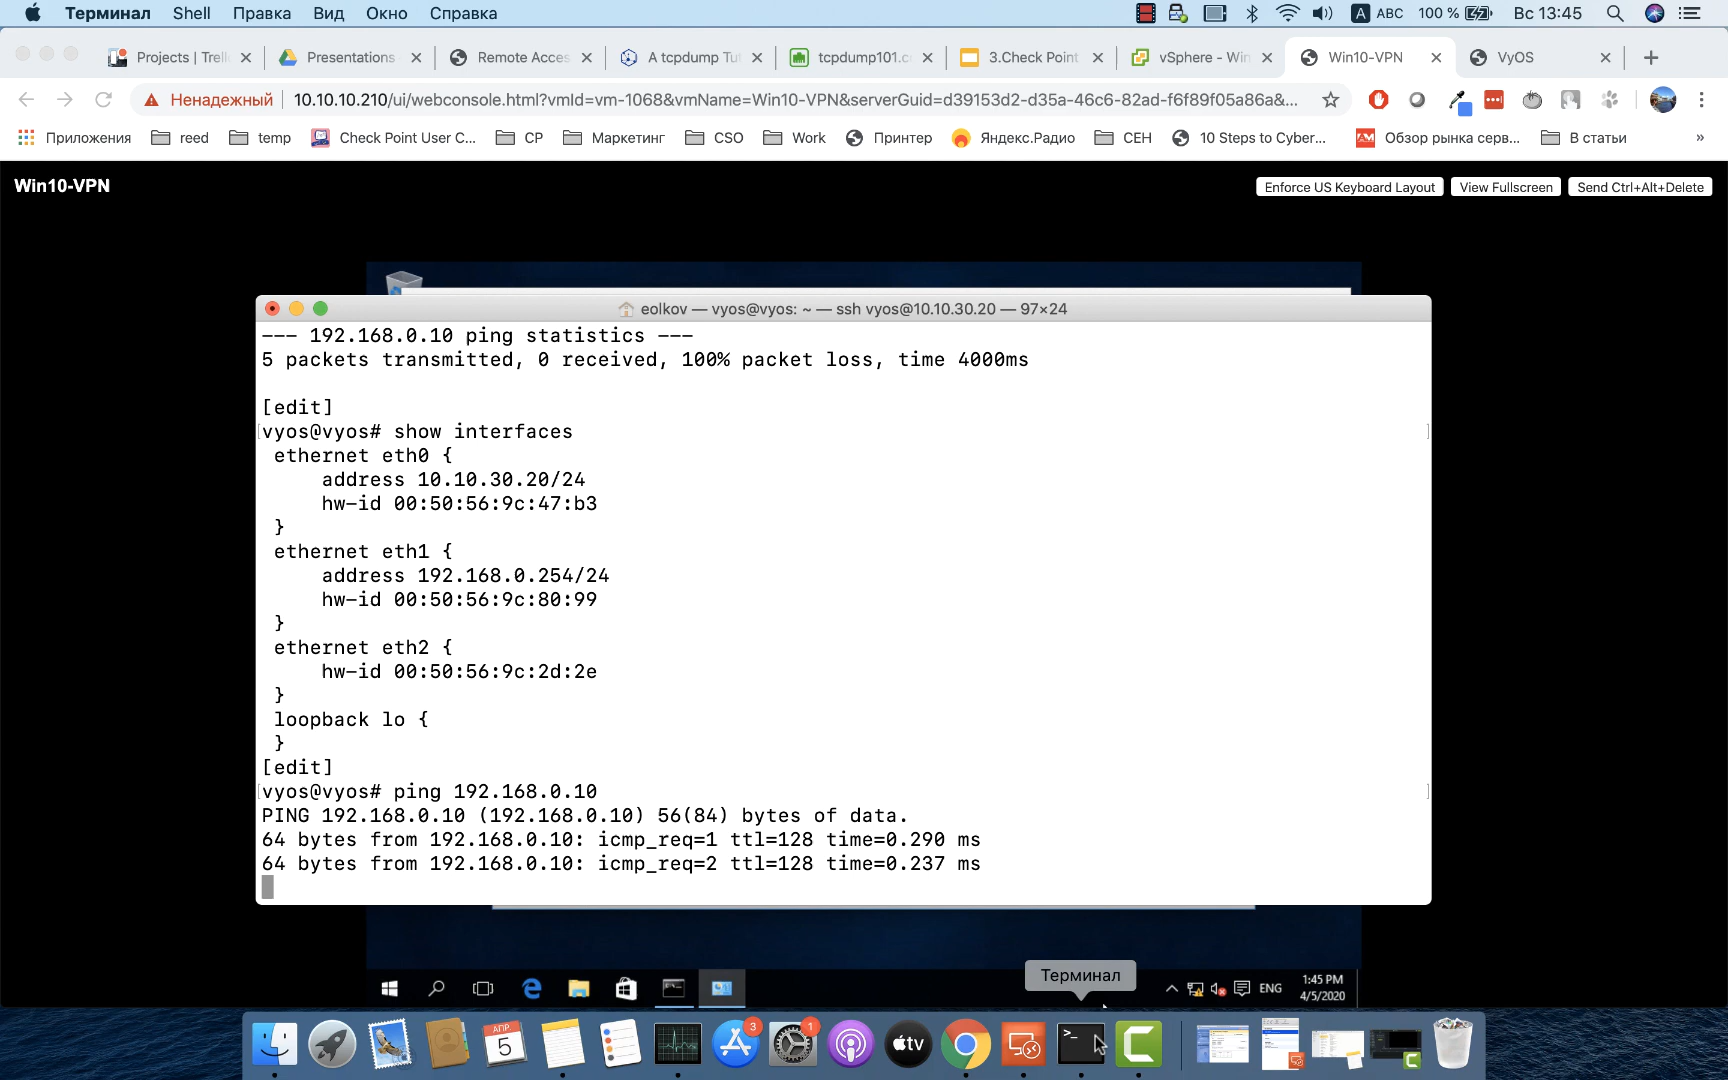 Терминал Shell Правка Вид Окно Справка A ABC 100 % Вс 13:45
Projects | Trell Presentations Remote Acces A tcpdump Tut tcpdump101.c 3.Check Point vSphere - Win Win10-VPN VyOS
Ненадежный 10.10.10.210/ui/webconsole.html?vmId=vm-1068&vmName=Win10-VPN&serverGuid=d39153d2-d35a-46c6-82ad-f6f89f05a86a&...
Приложения reed temp Check Point User C... CP Маркетинг CSO Work Принтер Яндекс.Радио CEH 10 Steps to Cyber... Обзор рынка серв... В статьи »
Win10-VPN Enforce US Keyboard Layout View Fullscreen Send Ctrl+Alt+Delete
eolkov — vyos@vyos: ~ — ssh vyos@10.10.30.20 — 97×24
--- 192.168.0.10 ping statistics ---
5 packets transmitted, 0 received, 100% packet loss, time 4000ms
[edit]
vyos@vyos# show interfaces
ethernet eth0 {
address 10.10.30.20/24
hw-id 00:50:56:9c:47:b3
}
ethernet eth1 {
address 192.168.0.254/24
hw-id 00:50:56:9c:80:99
}
ethernet eth2 {
hw-id 00:50:56:9c:2d:2e
}
loopback lo {
}
[edit]
vyos@vyos# ping 192.168.0.10
PING 192.168.0.10 (192.168.0.10) 56(84) bytes of data.
64 bytes from 192.168.0.10: icmp_req=1 ttl=128 time=0.290 ms
64 bytes from 192.168.0.10: icmp_req=2 ttl=128 time=0.237 ms
Терминал
ENG 1:45 PM
4/5/2020
АПР
5
3
1
tv